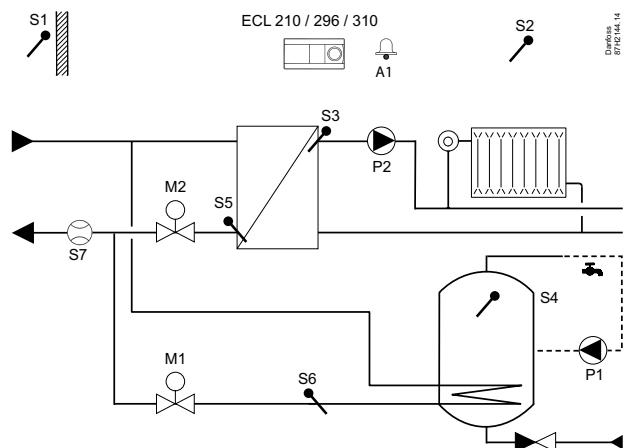 S1
ECL 210 / 296 / 310
A1
S2
Danfoss
87H2144.14
S3
P2
M2
S5
S7
S4
P1
M1
S6